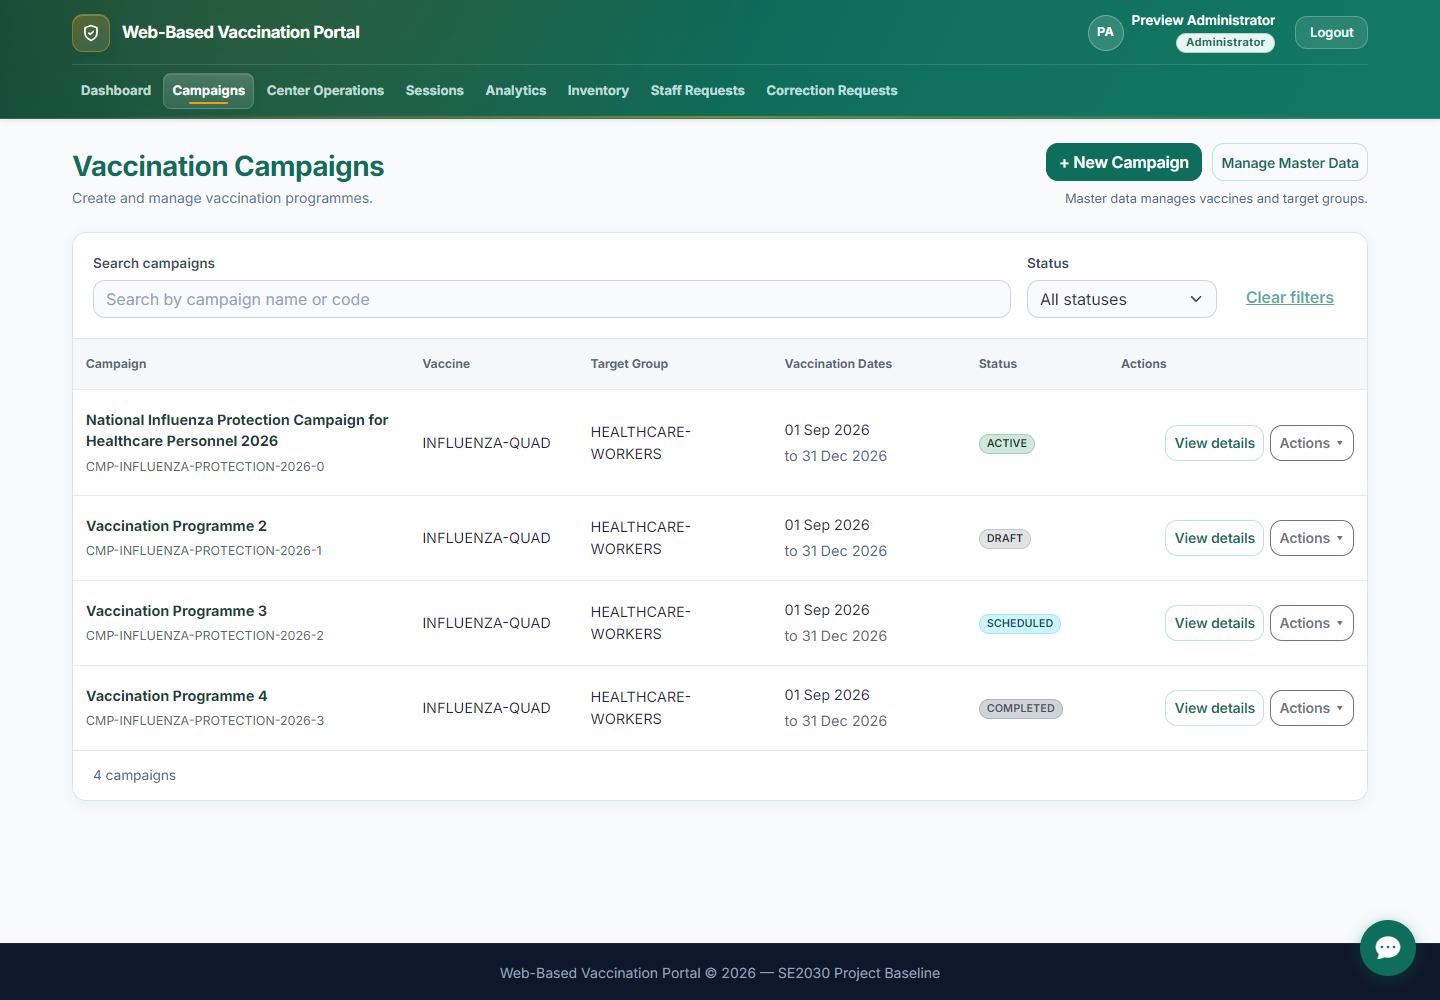 Web-Based Vaccination Portal
PA
Preview Administrator
Administrator
Logout
Dashboard
Campaigns
Center Operations
Sessions
Analytics
Inventory
Staff Requests
Correction Requests
Vaccination Campaigns
Create and manage vaccination programmes.
+ New Campaign
Manage Master Data
Master data manages vaccines and target groups.
Search campaigns
Search by campaign name or code
Status
All statuses
Clear filters
Campaign Vaccine Target Group Vaccination Dates Status Actions
National Influenza Protection Campaign for
Healthcare Personnel 2026
CMP-INFLUENZA-PROTECTION-2026-0
INFLUENZA-QUAD
HEALTHCARE-
WORKERS
01 Sep 2026
to 31 Dec 2026
ACTIVE
View details
Actions
Vaccination Programme 2
CMP-INFLUENZA-PROTECTION-2026-1
INFLUENZA-QUAD
HEALTHCARE-
WORKERS
01 Sep 2026
to 31 Dec 2026
DRAFT
View details
Actions
Vaccination Programme 3
CMP-INFLUENZA-PROTECTION-2026-2
INFLUENZA-QUAD
HEALTHCARE-
WORKERS
01 Sep 2026
to 31 Dec 2026
SCHEDULED
View details
Actions
Vaccination Programme 4
CMP-INFLUENZA-PROTECTION-2026-3
INFLUENZA-QUAD
HEALTHCARE-
WORKERS
01 Sep 2026
to 31 Dec 2026
COMPLETED
View details
Actions
4 campaigns
Web-Based Vaccination Portal © 2026 — SE2030 Project Baseline